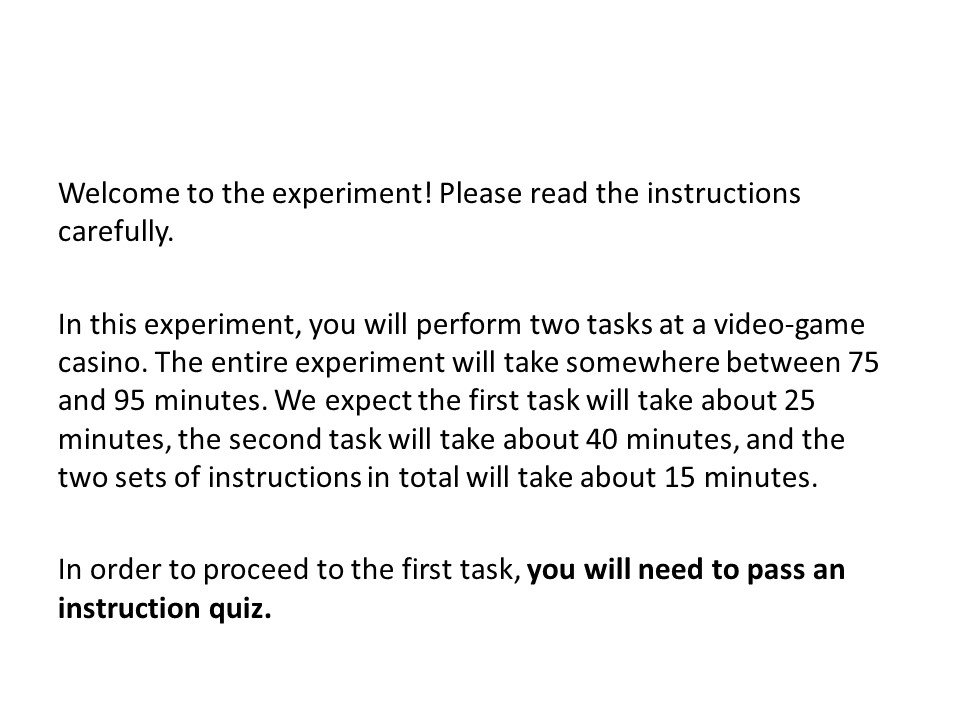 Welcome to the experiment! Please read the instructions
carefully.
In this experiment, you will perform two tasks at a video-game
casino. The entire experiment will take somewhere between 75
and 95 minutes. We expect the first task will take about 25
minutes, the second task will take about 40 minutes, and the
two sets of instructions in total will take about 15 minutes.
In order to proceed to the first task, you will need to pass an
instruction quiz.